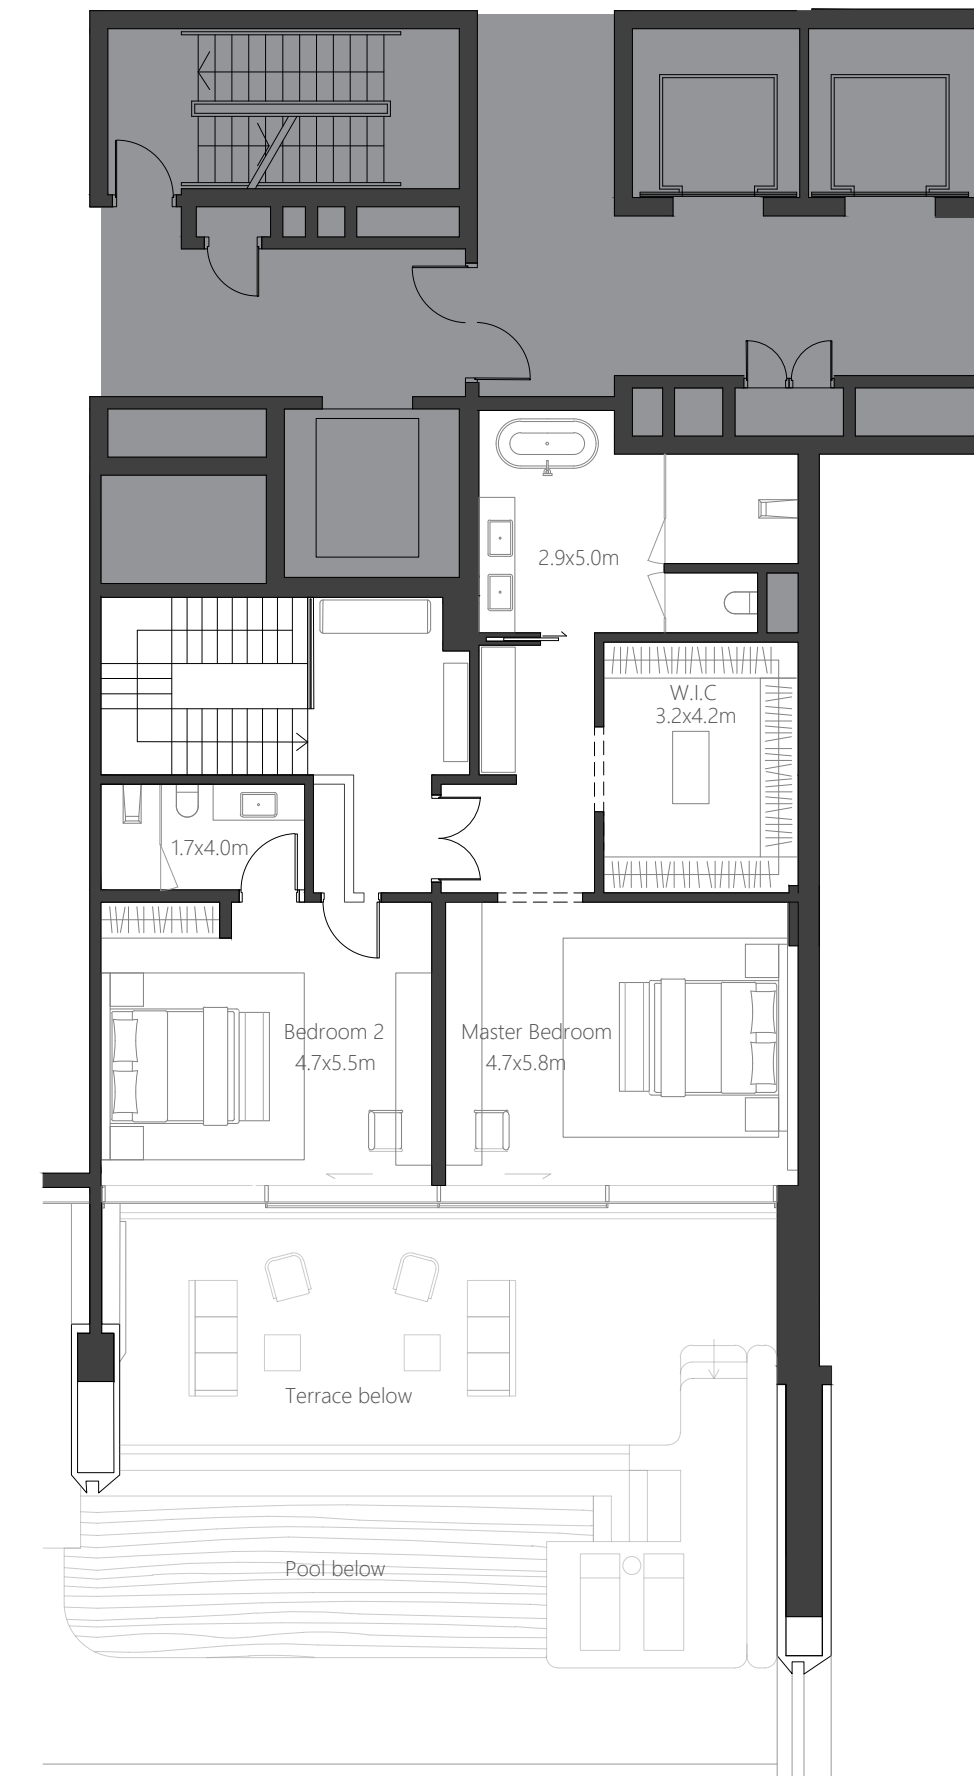 2.9x5.0m
W.I.C
3.2x4.2m
1.7x4.0m
Bedroom 2
4.7x5.5m
Master Bedroom
4.7x5.8m
Terrace below
Pool below